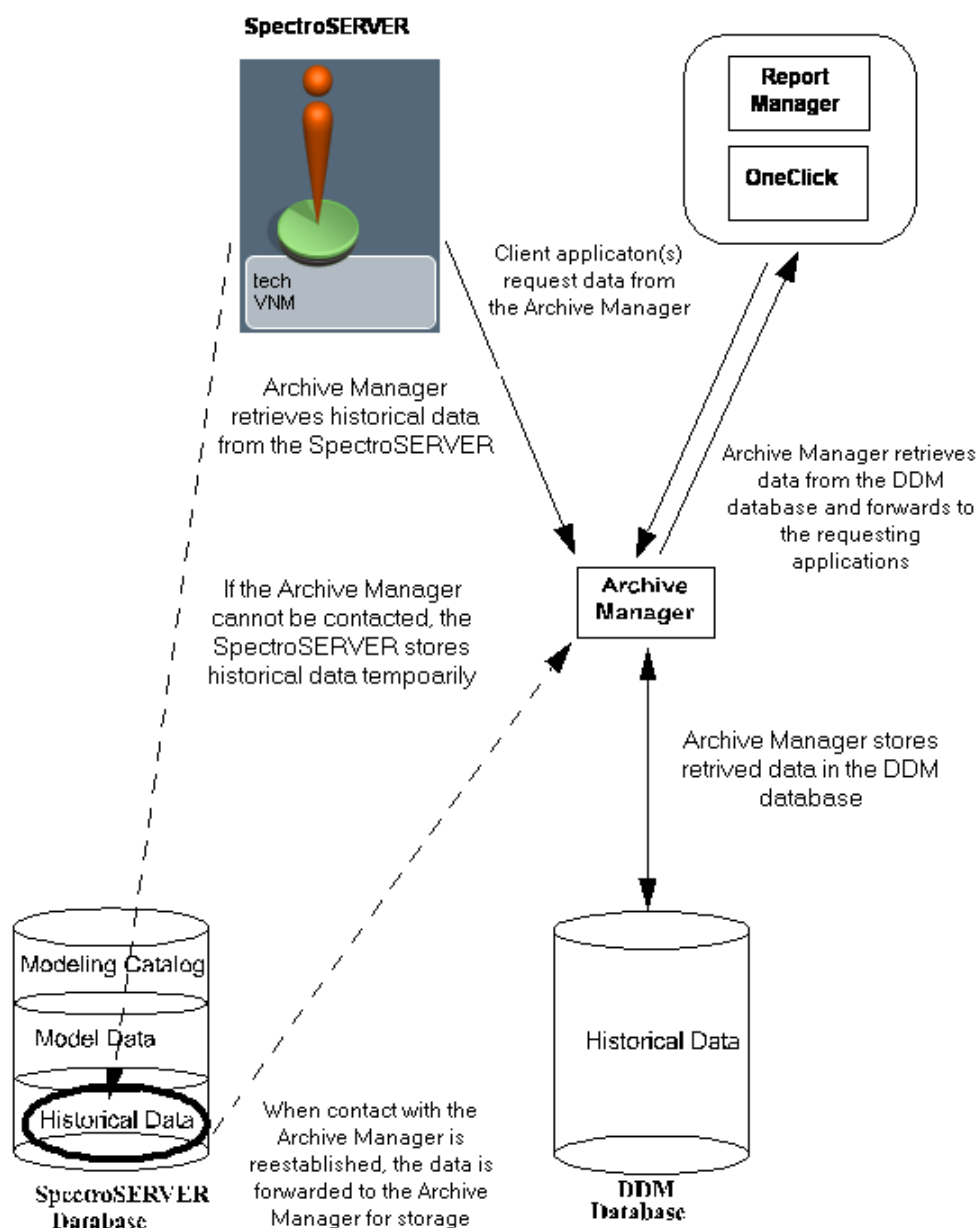 SpectroSERVER
Report
Manager
OneClick
tech
VNM
Client applicaton(s)
request data from
the Archive Manager
Archive Manager
retrieves historical data
from the SpectroSERVER
Archive Manager retrieves
data from the DDM
database and forwards to
the requesting
applications
Archive
Manager
If the Archive Manager
cannot be contacted, the
SpectroSERVER stores
historical data tempoarily
Archive Manager stores
retrived data in the DDM
database
Modeling Catalog
Model Data
Historical Data
Historical Data
When contact with the
Archive Manager is
reestablished, the data is
forwarded to the Archive
Manager for storage
SpectroSERVER
Database
DDM
Database